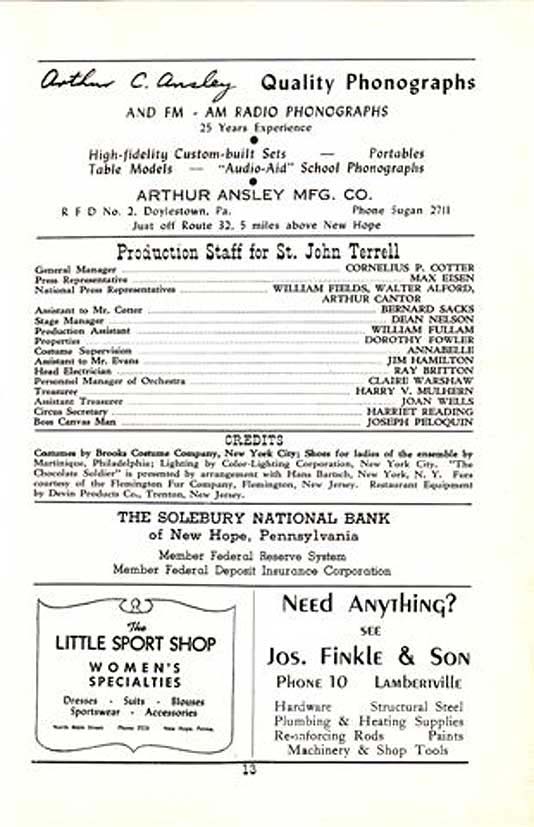 Arthur C. Ansley Quality Phonographs
AND FM - AM RADIO PHONOGRAPHS
25 Years Experience
High-fidelity Custom-built Sets — Portables
Table Models — "Audio-Aid" School Phonographs
ARTHUR ANSLEY MFG. CO.
R F D No. 2, Doylestown, Pa. Phone Sugan 2711
Just off Route 32, 5 miles above New Hope
Production Staff for St. John Terrell
General Manager CORNELIUS P. COTTER
Press Representative MAX EISEN
National Press Representatives WILLIAM FIELDS, WALTER ALFORD,
ARTHUR CANTOR
Assistant to Mr. Cotter BERNARD SACKS
Stage Manager DEAN NELSON
Production Assistant WILLIAM FULLAM
Properties DOROTHY FOWLER
Costume Supervision ANNABELLE
Assistant to Mr. Evans JIM HAMILTON
Head Electrician RAY BRITTON
Personnel Manager of Orchestra CLAIRE WARSHAW
Treasurer HARRY V. MULHERN
Assistant Treasurer JOAN WELLS
Circus Secretary HARRIET READING
Boss Canvas Man JOSEPH PELOQUIN
CREDITS
Costumes by Brooks Costume Company, New York City; Shoes for ladies of the ensemble by
Martinique, Philadelphia; Lighting by Color-Lighting Corporation, New York City. "The
Chocolate Soldier" is presented by arrangement with Hans Bartsch, New York, N. Y. Furs
courtesy of the Flemington Fur Company, Flemington, New Jersey. Restaurant Equipment
by Devin Products Co., Trenton, New Jersey.
THE SOLEBURY NATIONAL BANK
of New Hope, Pennsylvania
Member Federal Reserve System
Member Federal Deposit Insurance Corporation
The
LITTLE SPORT SHOP
WOMEN'S
SPECIALTIES
Dresses - Suits - Blouses
Sportswear - Accessories
North Main Street Phone New Hope, Penna.
Need Anything?
SEE
Jos. Finkle & Son
Phone 10 Lambertville
Hardware Structural Steel
Plumbing & Heating Supplies
Re-inforcing Rods Paints
Machinery & Shop Tools
13